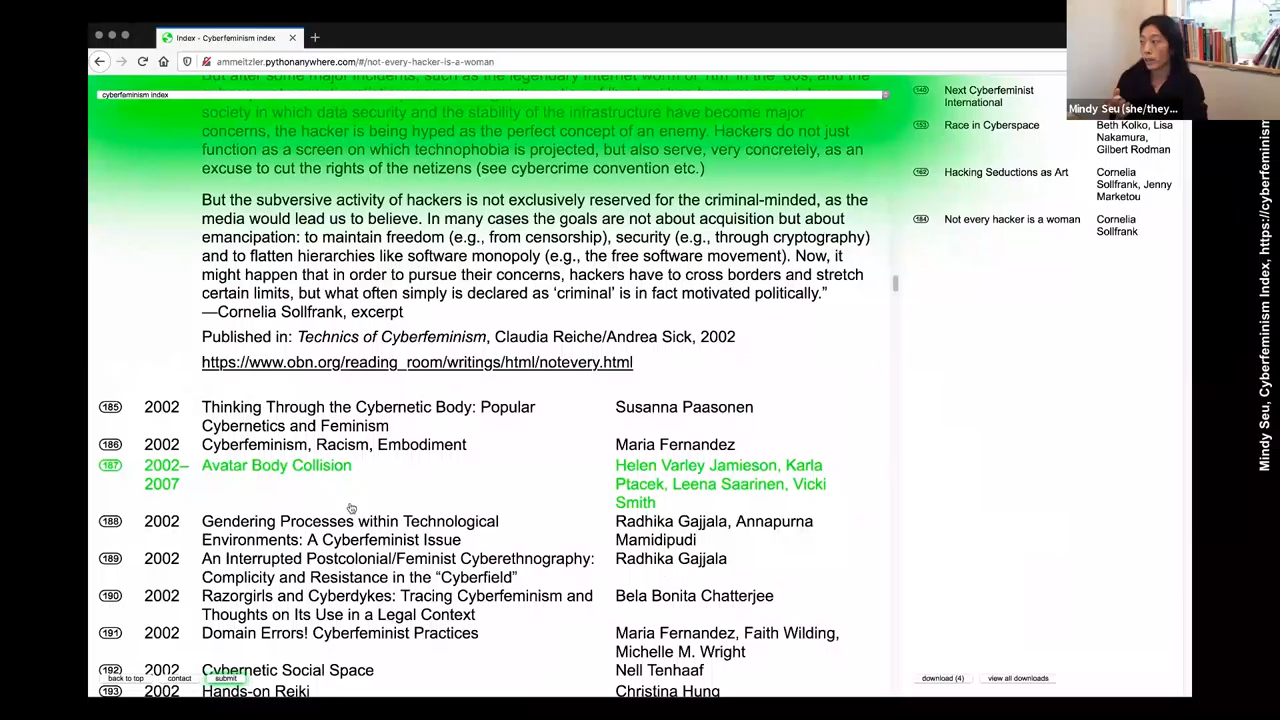 Index - Cyberfeminism index
ammeitzler.pythonanywhere.com/#/not-every-hacker-is-a-woman
cyberfeminism index
society in which data security and the stability of the infrastructure have become major
concerns, the hacker is being hyped as the perfect concept of an enemy. Hackers do not just
function as a screen on which technophobia is projected, but also serve, very concretely, as an
excuse to cut the rights of the netizens (see cybercrime convention etc.)
But the subversive activity of hackers is not exclusively reserved for the criminal-minded, as the
media would lead us to believe. In many cases the goals are not about acquisition but about
emancipation: to maintain freedom (e.g., from censorship), security (e.g., through cryptography)
and to flatten hierarchies like software monopoly (e.g., the free software movement). Now, it
might happen that in order to pursue their concerns, hackers have to cross borders and stretch
certain limits, but what often simply is declared as ‘criminal’ is in fact motivated politically.”
—Cornelia Sollfrank, excerpt
Published in: Technics of Cyberfeminism, Claudia Reiche/Andrea Sick, 2002
https://www.obn.org/reading_room/writings/html/notevery.html
185 2002 Thinking Through the Cybernetic Body: Popular Susanna Paasonen
Cybernetics and Feminism
186 2002 Cyberfeminism, Racism, Embodiment Maria Fernandez
187 2002– Avatar Body Collision Helen Varley Jamieson, Karla
2007 Ptacek, Leena Saarinen, Vicki
Smith
188 2002 Gendering Processes within Technological Radhika Gajjala, Annapurna
Environments: A Cyberfeminist Issue Mamidipudi
189 2002 An Interrupted Postcolonial/Feminist Cyberethnography: Radhika Gajjala
Complicity and Resistance in the “Cyberfield”
190 2002 Razorgirls and Cyberdykes: Tracing Cyberfeminism and Bela Bonita Chatterjee
Thoughts on Its Use in a Legal Context
191 2002 Domain Errors! Cyberfeminist Practices Maria Fernandez, Faith Wilding,
Michelle M. Wright
192 2002 Cybernetic Social Space Nell Tenhaaf
back to top contact submit
193 2002 Hands-on Reiki Christina Hung
140 Next Cyberfeminist
International
153 Race in Cyberspace Beth Kolko, Lisa
Nakamura,
Gilbert Rodman
162 Hacking Seductions as Art Cornelia
Sollfrank, Jenny
Marketou
184 Not every hacker is a woman Cornelia
Sollfrank
download (4) view all downloads
Mindy Seu (she/they...
Mindy Seu, Cyberfeminism Index, https://cyberfeminism